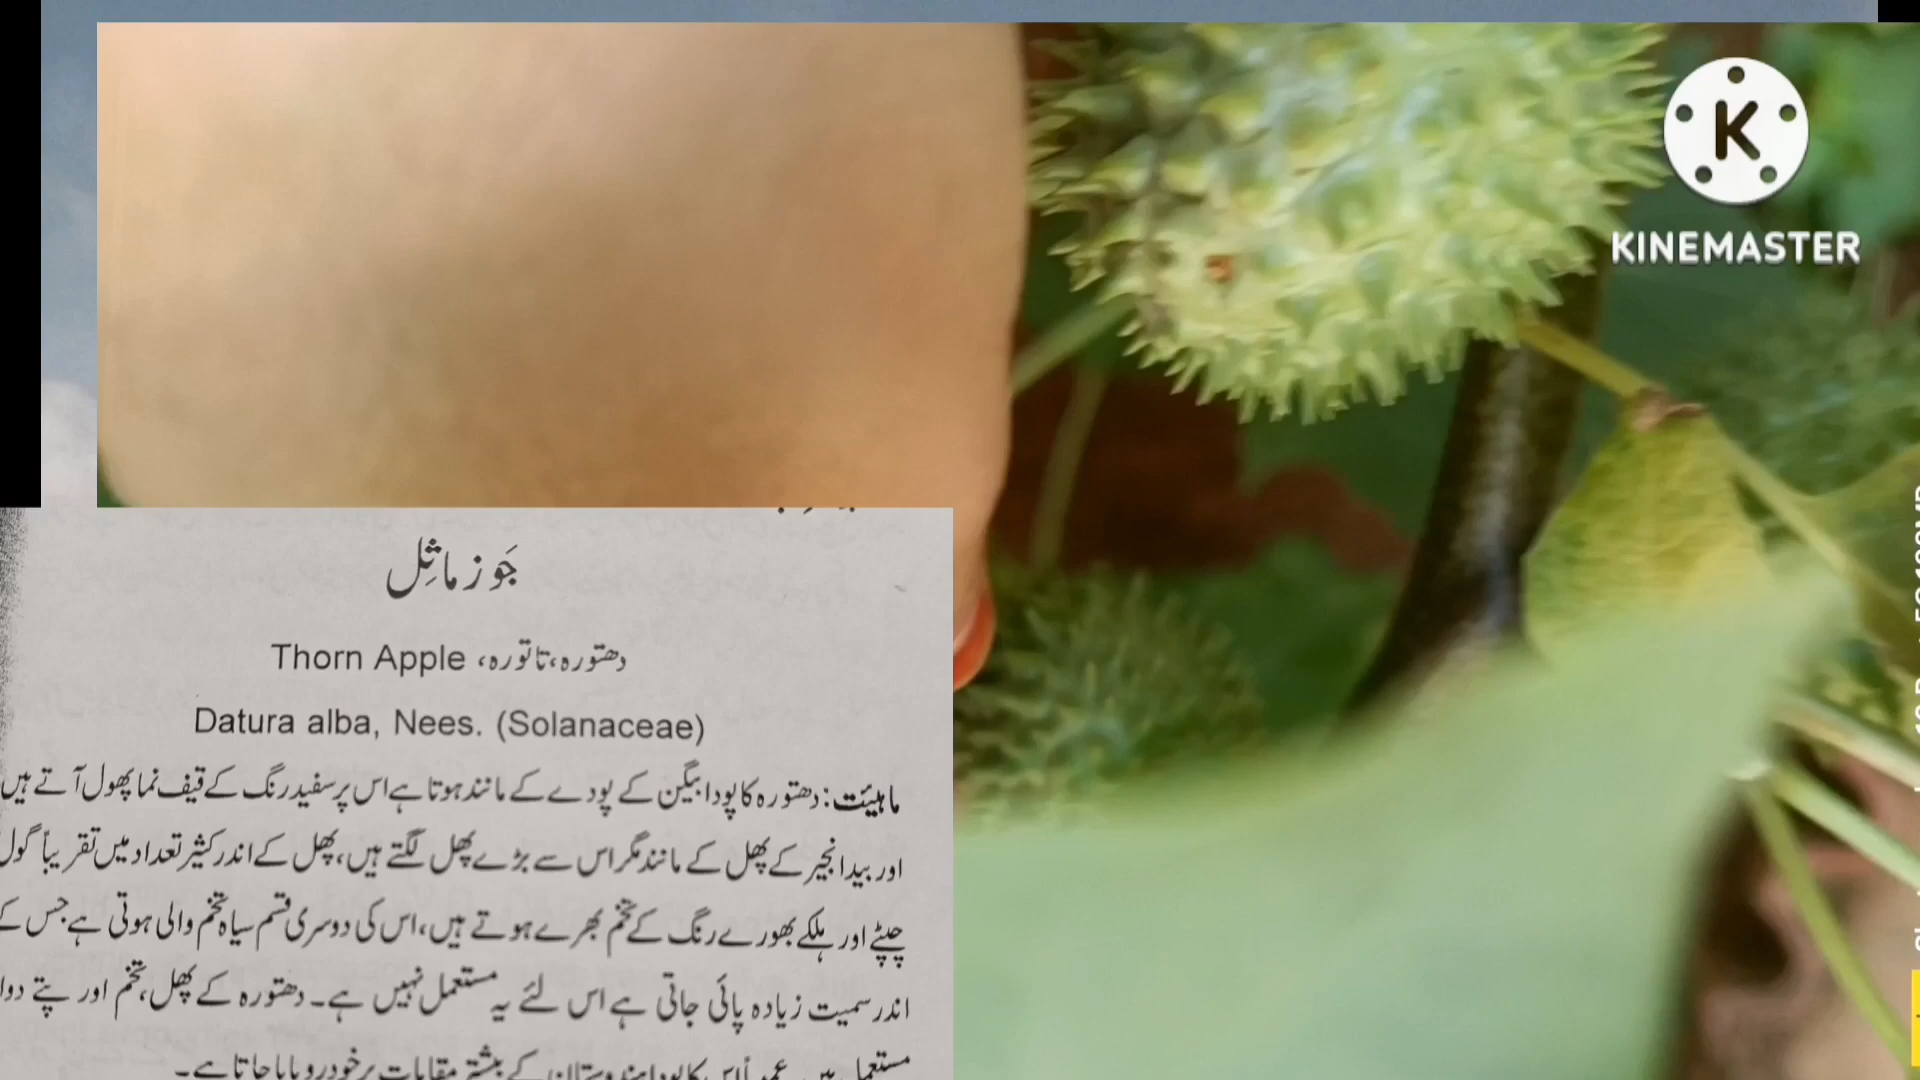 KINEMASTER
جَوز ماثِل
دھتورہ، تاتورہ، Thorn Apple
Datura alba, Nees. (Solanaceae)
ماہیئت: دھتورہ کا پودا بیگن کے پودے کے مانند ہوتا ہے اس پر سفید رنگ کے قیف نما پھول آتے ہیں
اور بیدانجیر کے پھل کے مانند مگر اس سے بڑے پھل لگتے ہیں، پھل کے اندر کثیر تعداد میں تقریباً گول
چپٹے اور ہلکے بھورے رنگ کے تخم بھرے ہوتے ہیں، اس کی دوسری قسم سیاہ تخم والی ہوتی ہے جس کے
اندر سمیت زیادہ پائی جاتی ہے اس لئے یہ مستعمل نہیں ہے۔ دھتورہ کے پھل، تخم اور پتے دوا